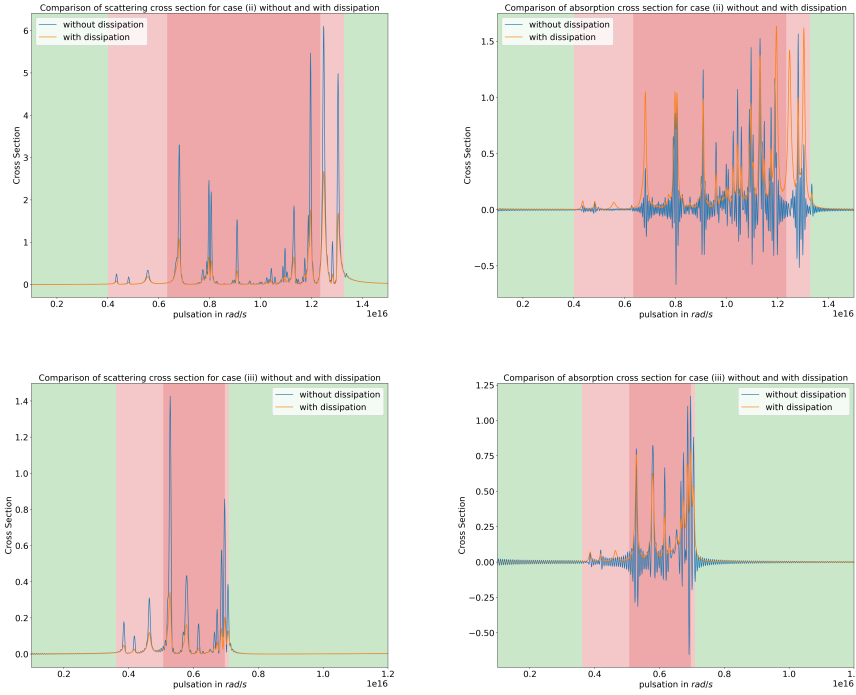 Comparison of scattering cross section for case (ii) without and with dissipation
without dissipation
with dissipation
6
5
4
3
2
1
0
Cross Section
0.2 0.4 0.6 0.8 1.0 1.2 1.4
1e16
pulsation in rad/s
Comparison of absorption cross section for case (ii) without and with dissipation
without dissipation
with dissipation
1.5
1.0
0.5
0.0
−0.5
Cross Section
0.2 0.4 0.6 0.8 1.0 1.2 1.4
1e16
pulsation in rad/s
Comparison of scattering cross section for case (iii) without and with dissipation
without dissipation
with dissipation
1.4
1.2
1.0
0.8
0.6
0.4
0.2
0.0
Cross Section
0.2 0.4 0.6 0.8 1.0 1.2
1e16
pulsation in rad/s
Comparison of absorption cross section for case (iii) without and with dissipation
without dissipation
with dissipation
1.25
1.00
0.75
0.50
0.25
0.00
−0.25
−0.50
Cross Section
0.2 0.4 0.6 0.8 1.0 1.2
1e16
pulsation in rad/s